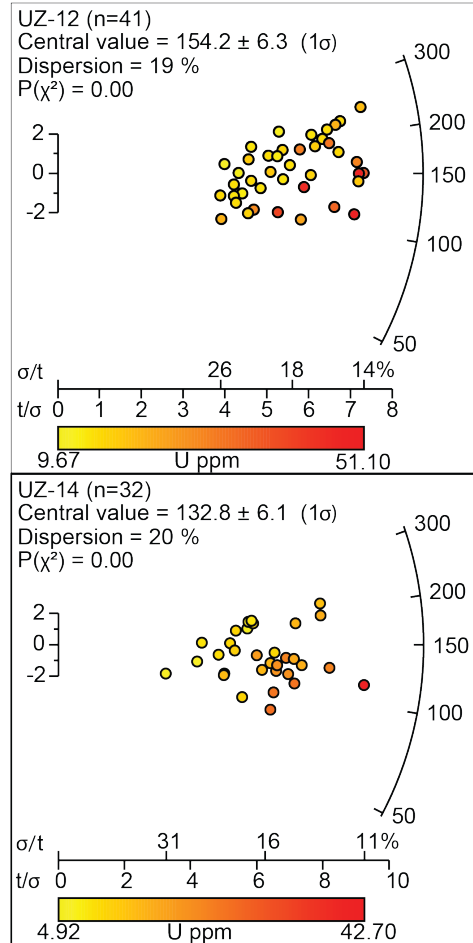 UZ-12 (n=41)
Central value = 154.2 ± 6.3 (1σ)
Dispersion = 19 %
P(χ²) = 0.00
300
200
150
100
50
2
0
-2
σ/t 26 18 14%
t/σ 0 1 2 3 4 5 6 7 8
9.67 U ppm 51.10
UZ-14 (n=32)
Central value = 132.8 ± 6.1 (1σ)
Dispersion = 20 %
P(χ²) = 0.00
300
200
150
100
50
2
0
-2
σ/t 31 16 11%
t/σ 0 2 4 6 8 10
4.92 U ppm 42.70